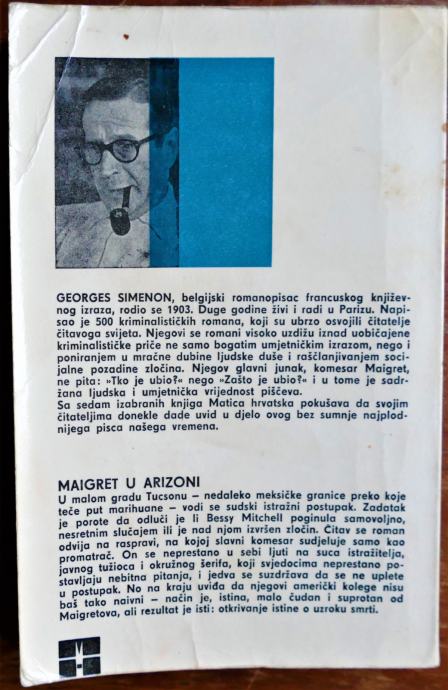 GEORGES SIMENON, belgijski romanopisac francuskog književ-
nog izraza, rodio se 1903. Duge godine živi i radi u Parizu. Napi-
sao je 500 kriminalističkih romana, koji su ubrzo osvojili čitatelje
čitavoga svijeta. Njegovi se romani visoko uzdižu iznad uobičajene
kriminalističke priče ne samo bogatim umjetničkim izrazom, nego i
poniranjem u mračne dubine ljudske duše i raščlanjivanjem soci-
jalne pozadine zločina. Njegov glavni junak, komesar Maigret,
ne pita: »Tko je ubio?« nego »Zašto je ubio?« i u tome je sadr-
žana ljudska i umjetnička vrijednost piščeva.
Sa sedam izabranih knjiga Matica hrvatska pokušava da svojim
čitateljima donekle dade uvid u djelo ovog bez sumnje najplod-
nijega pisca našega vremena.
MAIGRET U ARIZONI
U malom gradu Tucsonu — nedaleko meksičke granice preko koje
teče put marihuane — vodi se sudski istražni postupak. Zadatak
je porote da odluči je li Bessy Mitchell poginula samovoljno,
nesretnim slučajem ili je nad njom izvršen zločin. Čitav se roman
odvija na raspravi, na kojoj slavni komesar sudjeluje samo kao
promatrač. On se neprestano u sebi ljuti na suca istražitelja,
javnog tužioca i okružnog šerifa, koji svjedocima neprestano po-
stavljaju nebitna pitanja, i jedva se suzdržava da se ne uplete
u postupak. No na kraju uviđa da njegovi američki kolege nisu
baš tako naivni — način je, istina, malo čudan i suprotan od
Maigretova, ali rezultat je isti: otkrivanje istine o uzroku smrti.